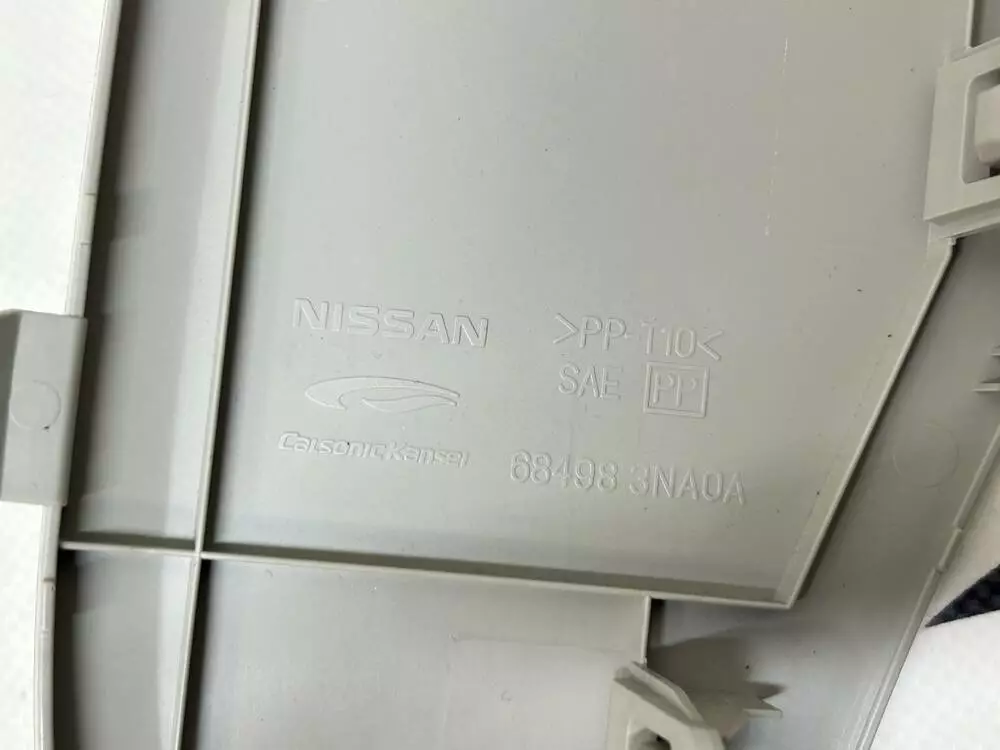 NISSAN
CalsonicKansei
>PP-T10<
SAE PP
68498 3NA0A